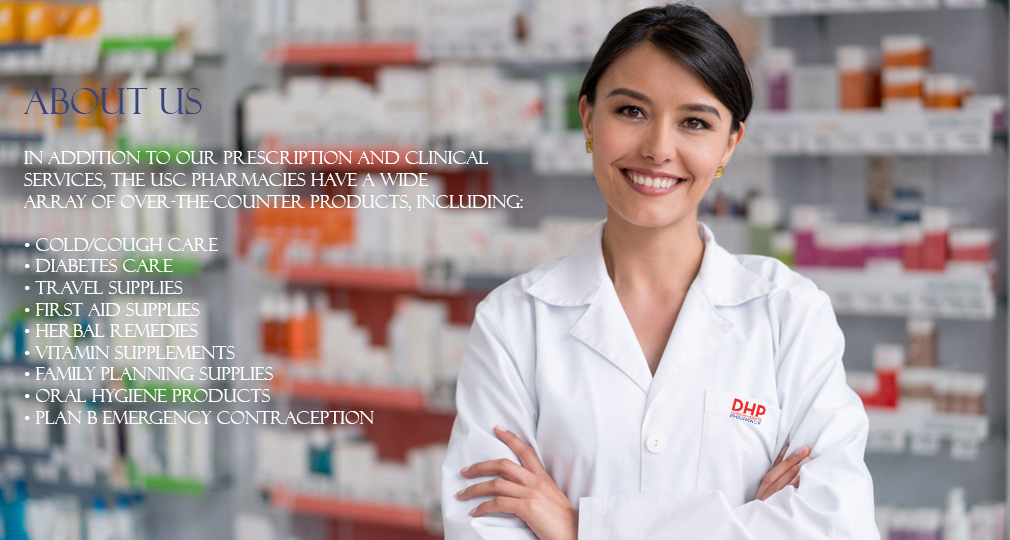 ABOUT US
IN ADDITION TO OUR PRESCRIPTION AND CLINICAL
SERVICES, THE USC PHARMACIES HAVE A WIDE
ARRAY OF OVER-THE-COUNTER PRODUCTS, INCLUDING:
• COLD/COUGH CARE
• DIABETES CARE
• TRAVEL SUPPLIES
• FIRST AID SUPPLIES
• HERBAL REMEDIES
• VITAMIN SUPPLEMENTS
• FAMILY PLANNING SUPPLIES
• ORAL HYGIENE PRODUCTS
• PLAN B EMERGENCY CONTRACEPTION
DHP